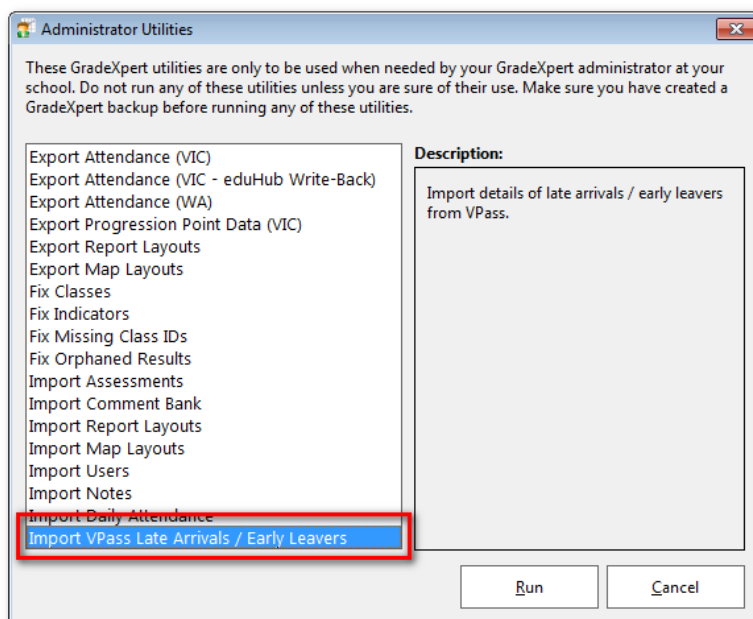 Administrator Utilities
These GradeXpert utilities are only to be used when needed by your GradeXpert administrator at your
school. Do not run any of these utilities unless you are sure of their use. Make sure you have created a
GradeXpert backup before running any of these utilities.
Export Attendance (VIC)
Export Attendance (VIC - eduHub Write-Back)
Export Attendance (WA)
Export Progression Point Data (VIC)
Export Report Layouts
Export Map Layouts
Fix Classes
Fix Indicators
Fix Missing Class IDs
Fix Orphaned Results
Import Assessments
Import Comment Bank
Import Report Layouts
Import Map Layouts
Import Users
Import Notes
Import Daily Attendance
Import VPass Late Arrivals / Early Leavers
Description:
Import details of late arrivals / early leavers
from VPass.
Run
Cancel